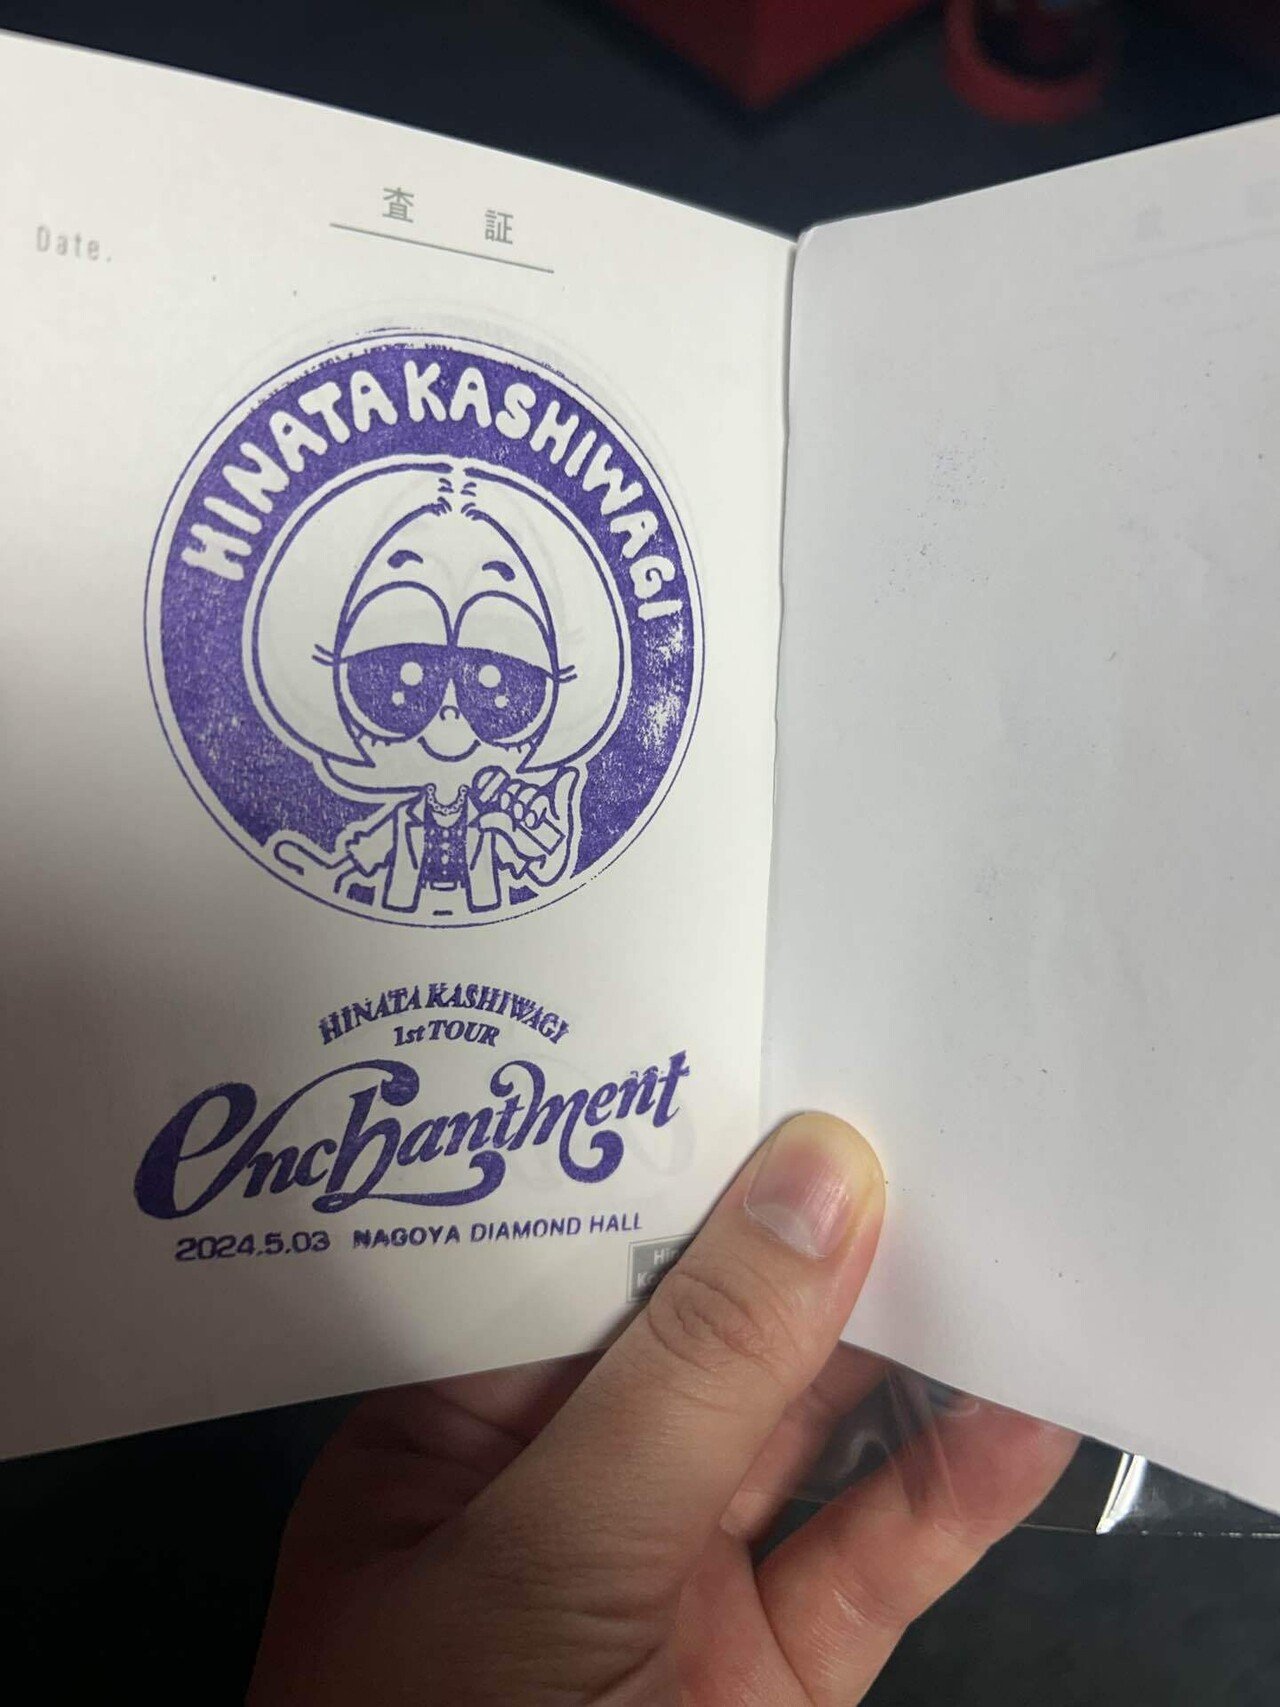 査証
Date.
HINATA KASHIWAGI
HINATA KASHIWAGI
1st TOUR
enchantment
2024.5.03 NAGOYA DIAMOND HALL